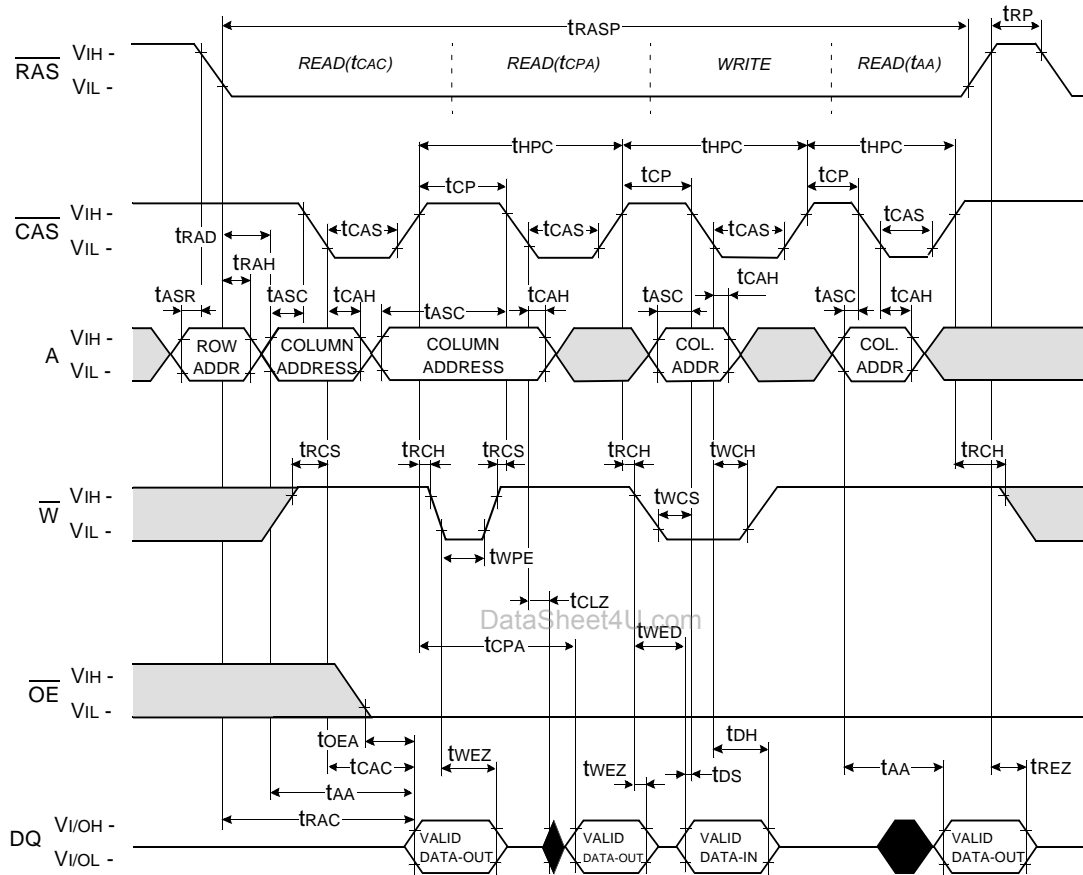 tRASP tRP
RAS VIH - VIL - READ(tCAC) READ(tCPA) WRITE READ(tAA)
tHPC tHPC tHPC
tCP tCP tCP
CAS VIH - VIL - tCAS tCAS tCAS tCAS
tRAD
tRAH tCAH
tASR tASC tCAH tASC tCAH tASC tASC tCAH
A VIH - VIL -
ROW ADDR
COLUMN ADDRESS
COLUMN ADDRESS
COL. ADDR
COL. ADDR
tRCS tRCH tRCS tRCH tWCH tRCH
W VIH - VIL - tWCS
tWPE
tCLZ
DataSheet4U.com
tCPA tWED
OE VIH - VIL -
tOEA tWEZ tDH
tCAC tWEZ tDS tAA tREZ
tAA
tRAC
DQ VI/OH - VI/OL -
VALID DATA-OUT
VALID DATA-OUT
VALID DATA-IN
VALID DATA-OUT